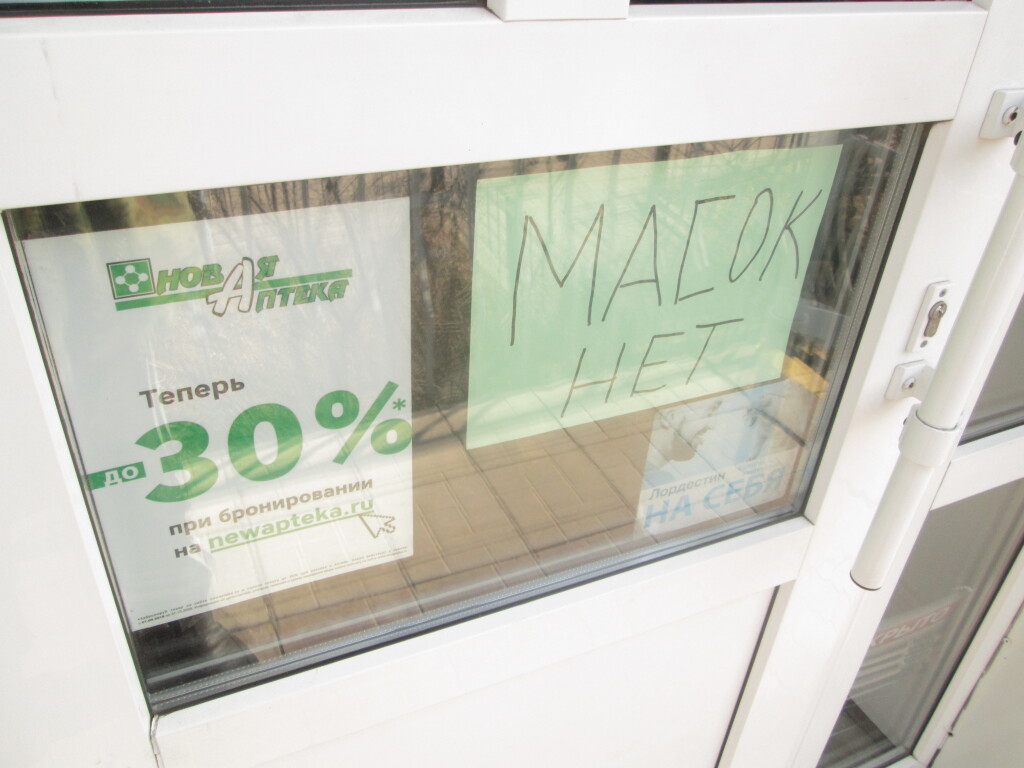 НОВАЯ
АПТЕКА
Теперь
до 30%*
при бронировании
на newapteka.ru
МАСОК
НЕТ
Лордестин
НА СЕБЯ